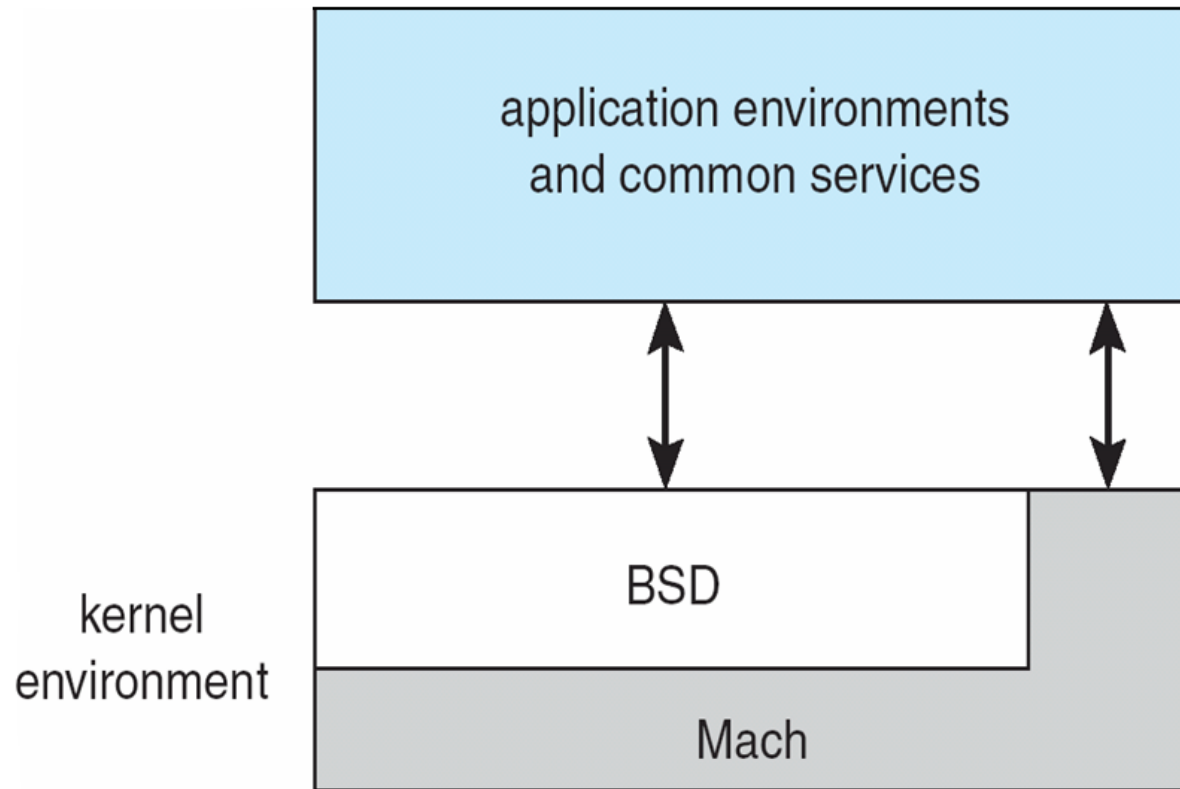 application environments
and common services
BSD
kernel
environment
Mach